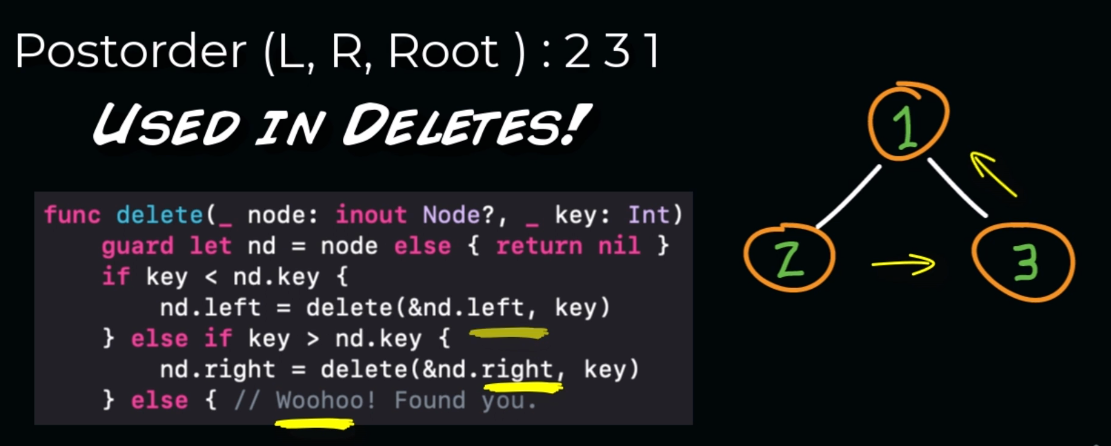 Postorder (L, R, Root ) : 2 3 1
USED IN DELETES!
func delete(_ node: inout Node?, _ key: Int)
guard let nd = node else { return nil }
if key < nd.key {
nd.left = delete(&nd.left, key)
} else if key > nd.key {
nd.right = delete(&nd.right, key)
} else { // Woohoo! Found you.
1
2
3